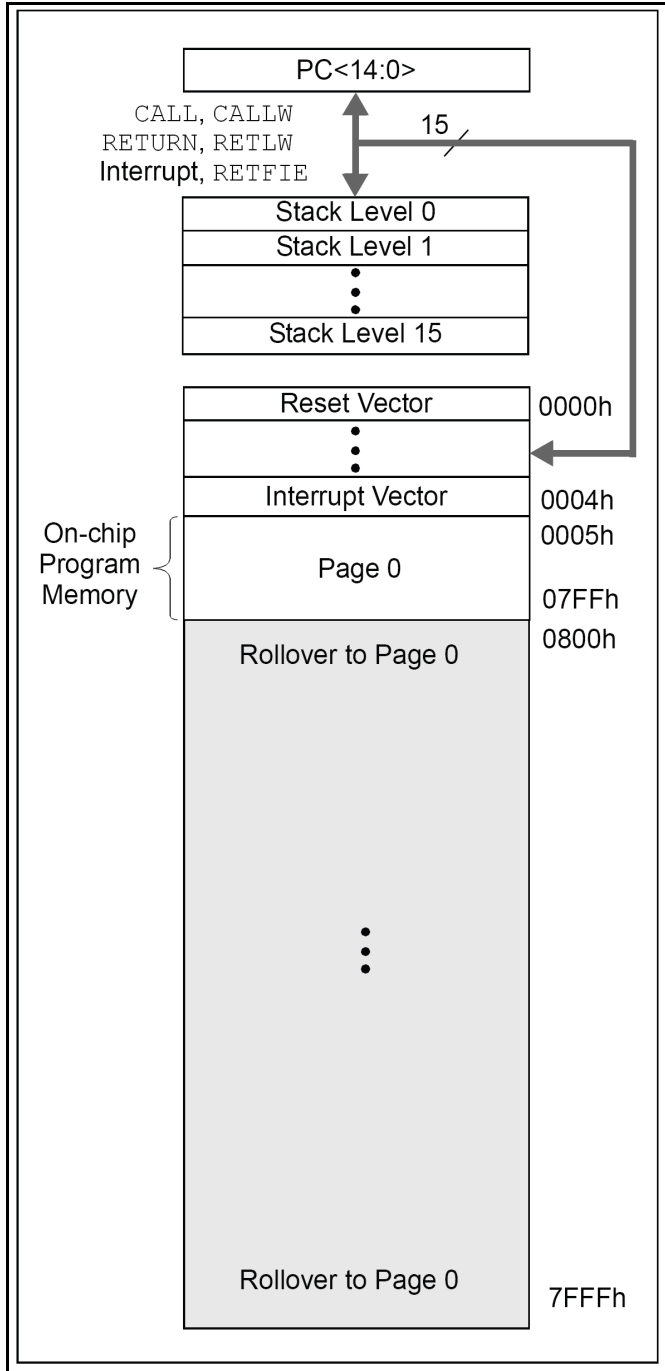 PC<14:0>
CALL, CALLW
15
RETURN, RETLW
Interrupt, RETFIE
Stack Level 0
Stack Level 1
Stack Level 15
Reset Vector
0000h
Interrupt Vector
0004h
On-chip
Program
Memory
0005h
Page 0
07FFh
0800h
Rollover to Page 0
Rollover to Page 0
7FFFh